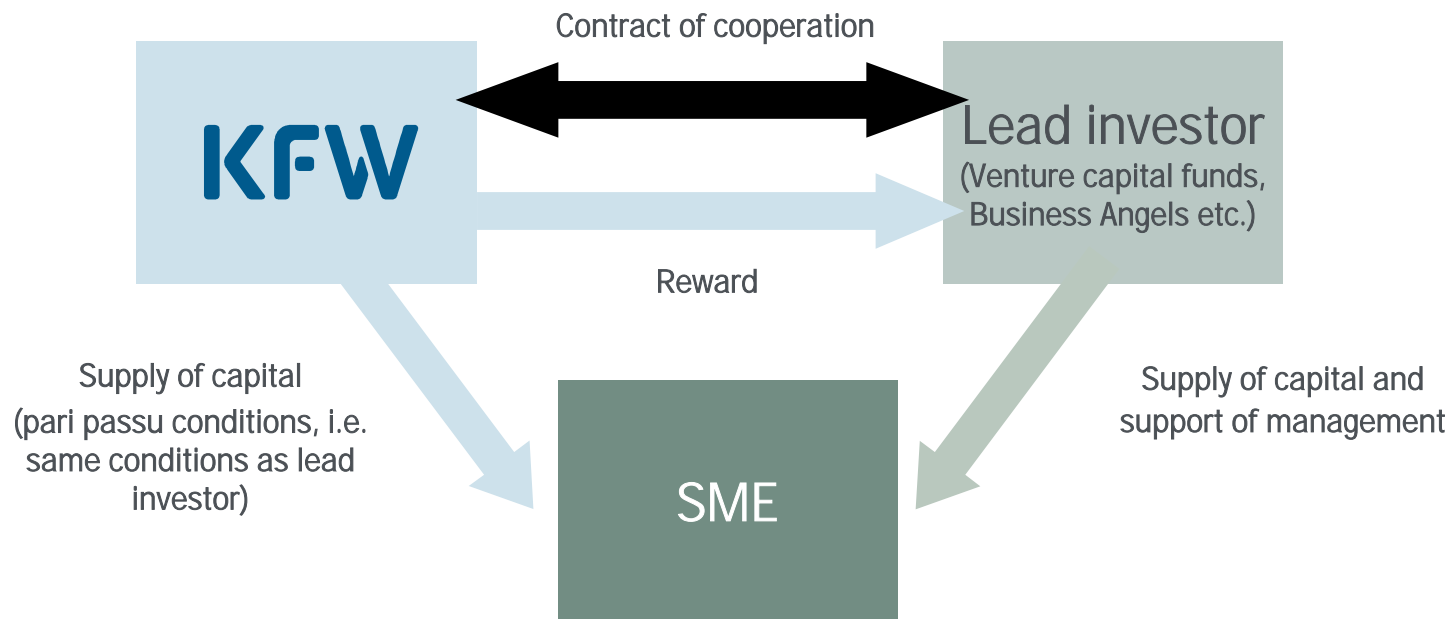 Contract of cooperation
KFW
Lead investor
(Venture capital funds,
Business Angels etc.)
Reward
Supply of capital
(pari passu conditions, i.e.
same conditions as lead
investor)
Supply of capital and
support of management
SME